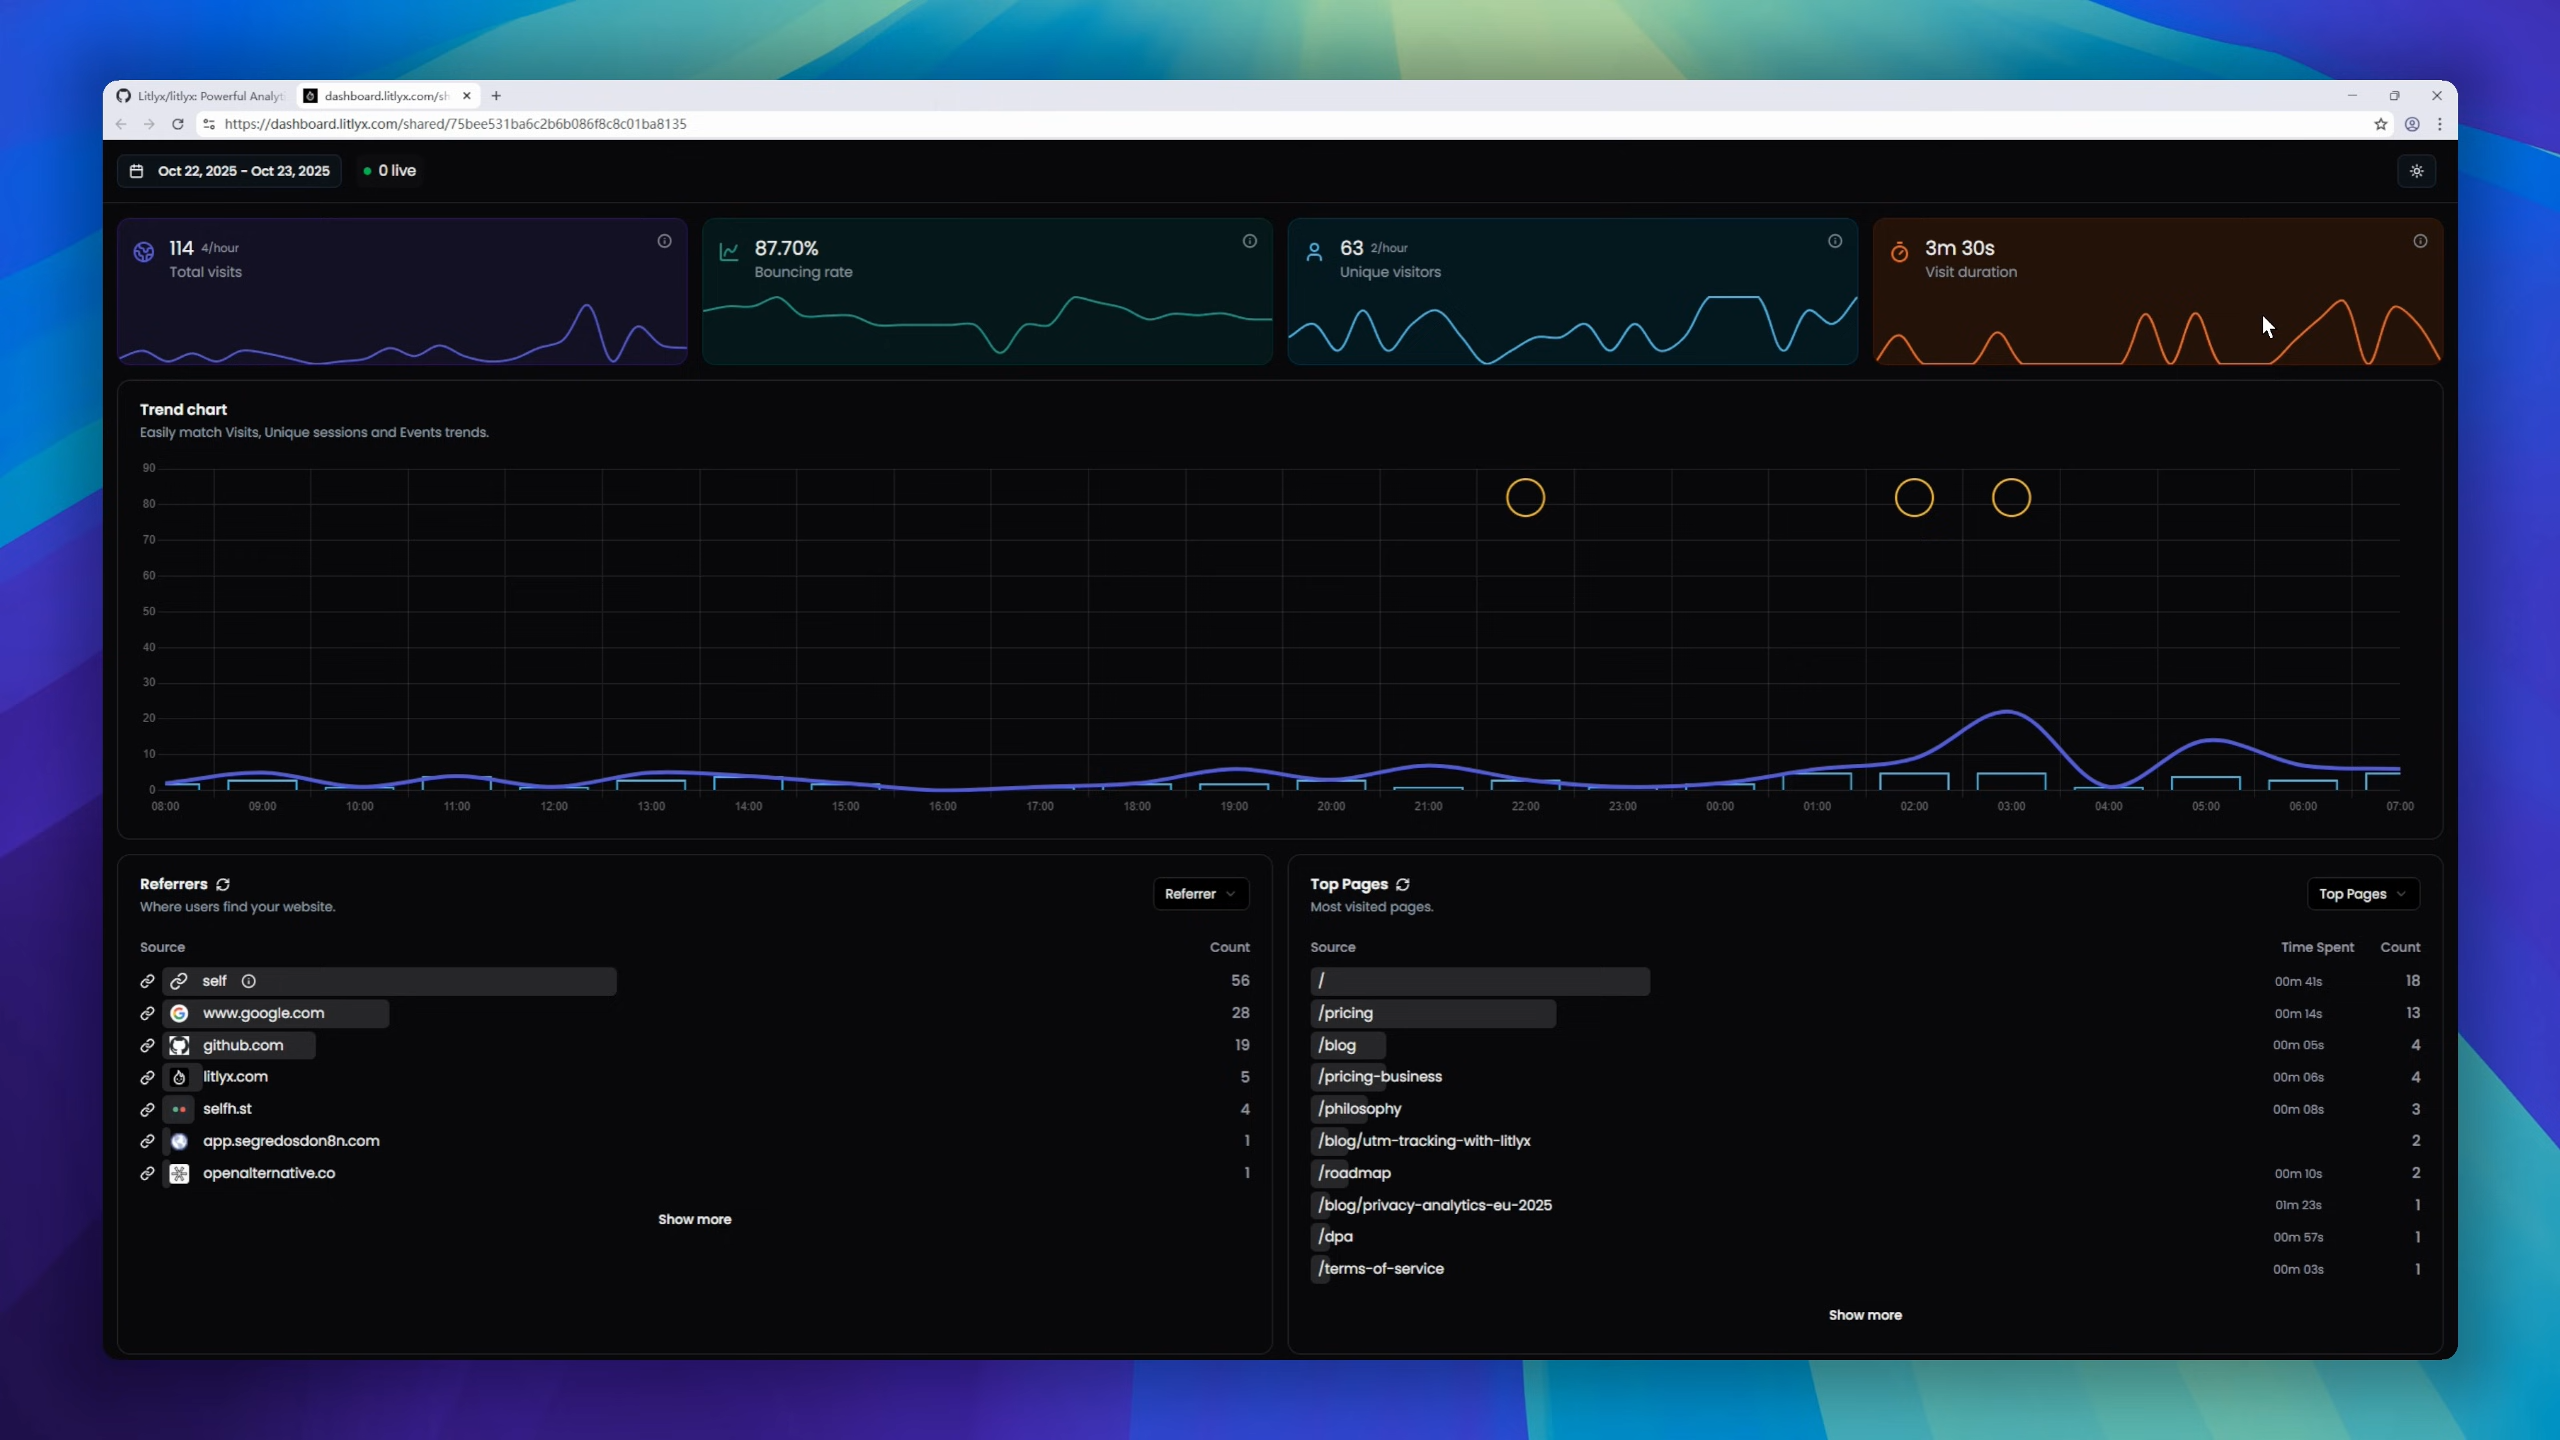 Litlyx/litlyx: Powerful Analyt
dashboard.litlyx.com/sh
https://dashboard.litlyx.com/shared/75bee531ba6c2b6b086f8c8c01ba8135
Oct 22, 2025 - Oct 23, 2025
0 live
114 4/hour
Total visits
87.70%
Bouncing rate
63 2/hour
Unique visitors
3m 30s
Visit duration
Trend chart
Easily match Visits, Unique sessions and Events trends.
90
80
70
60
50
40
30
20
10
0
08:00 09:00 10:00 11:00 12:00 13:00 14:00 15:00 16:00 17:00 18:00 19:00 20:00 21:00 22:00 23:00 00:00 01:00 02:00 03:00 04:00 05:00 06:00 07:00
Referrers
Where users find your website.
Referrer
Source Count
self 56
www.google.com 28
github.com 19
litlyx.com 5
selfh.st 4
app.segredosdon8n.com 1
openalternative.co 1
Show more
Top Pages
Most visited pages.
Top Pages
Source Time Spent Count
/ 00m 41s 18
/pricing 00m 14s 13
/blog 00m 05s 4
/pricing-business 00m 06s 4
/philosophy 00m 08s 3
/blog/utm-tracking-with-litlyx 2
/roadmap 00m 10s 2
/blog/privacy-analytics-eu-2025 01m 23s 1
/dpa 00m 57s 1
/terms-of-service 00m 03s 1
Show more